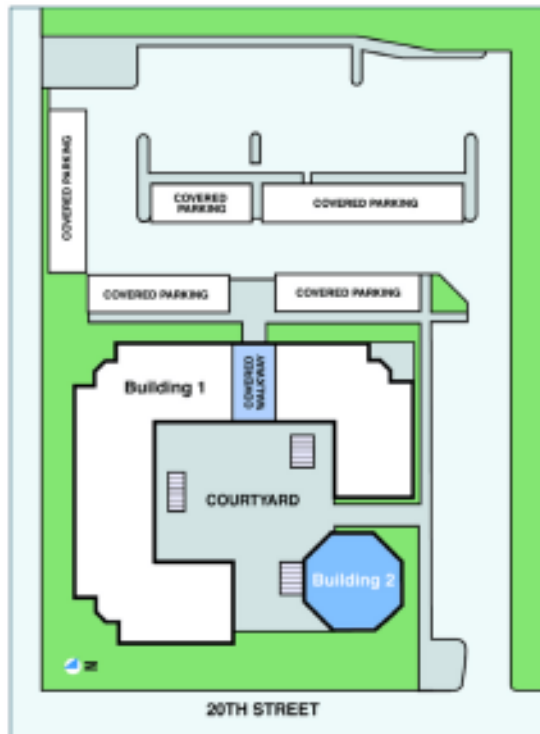 COVERED PARKING
COVERED
PARKING
COVERED PARKING
COVERED PARKING
COVERED PARKING
COVERED
WALKWAY
Building 1
COURTYARD
Building 2
N
20TH STREET